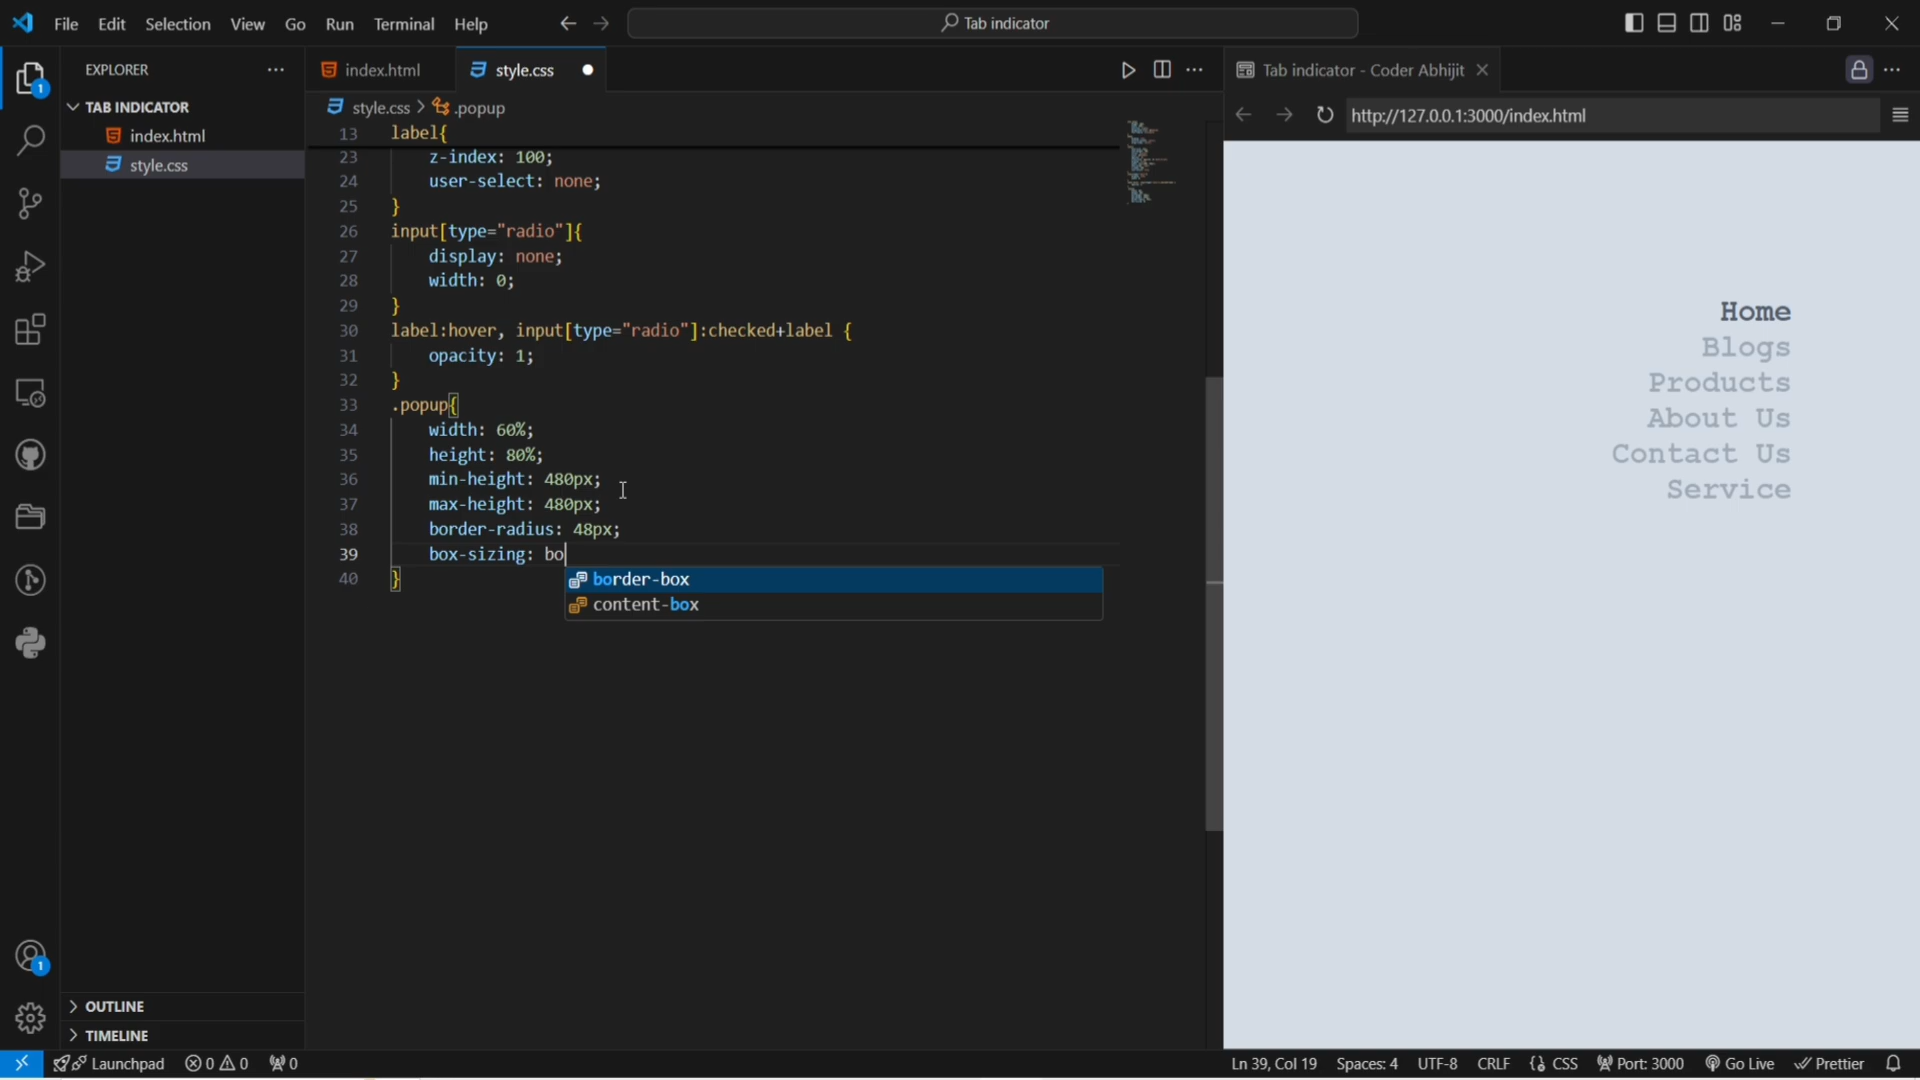 File Edit Selection View Go Run Terminal Help
Tab indicator
EXPLORER
TAB INDICATOR
index.html
style.css
1
index.html
style.css
style.css > .popup
13 label{
23 z-index: 100;
24 user-select: none;
25 }
26 input[type="radio"]{
27 display: none;
28 width: 0;
29 }
30 label:hover, input[type="radio"]:checked+label {
31 opacity: 1;
32 }
33 .popup{
34 width: 60%;
35 height: 80%;
36 min-height: 480px;
37 max-height: 480px;
38 border-radius: 48px;
39 box-sizing: bo
40 }
border-box
content-box
Tab indicator - Coder Abhijit
http://127.0.0.1:3000/index.html
Home
Blogs
Products
About Us
Contact Us
Service
1
OUTLINE
TIMELINE
Launchpad 0 0 0
Ln 39, Col 19 Spaces: 4 UTF-8 CRLF {} CSS Port: 3000 Go Live Prettier